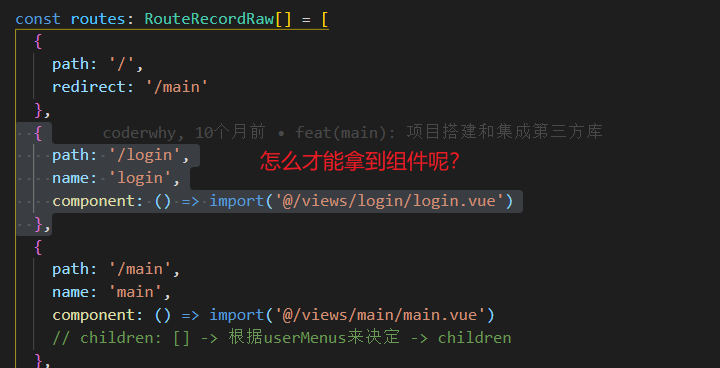 const routes: RouteRecordRaw[] = [
{
path: '/',
redirect: '/main'
},
{ coderwhy, 10个月前 • feat(main): 项目搭建和集成第三方库
path: '/login',
怎么才能拿到组件呢?
name: 'login',
component: () => import('@/views/login/login.vue')
},
{
path: '/main',
name: 'main',
component: () => import('@/views/main/main.vue')
// children: [] -> 根据userMenus来决定 -> children
},